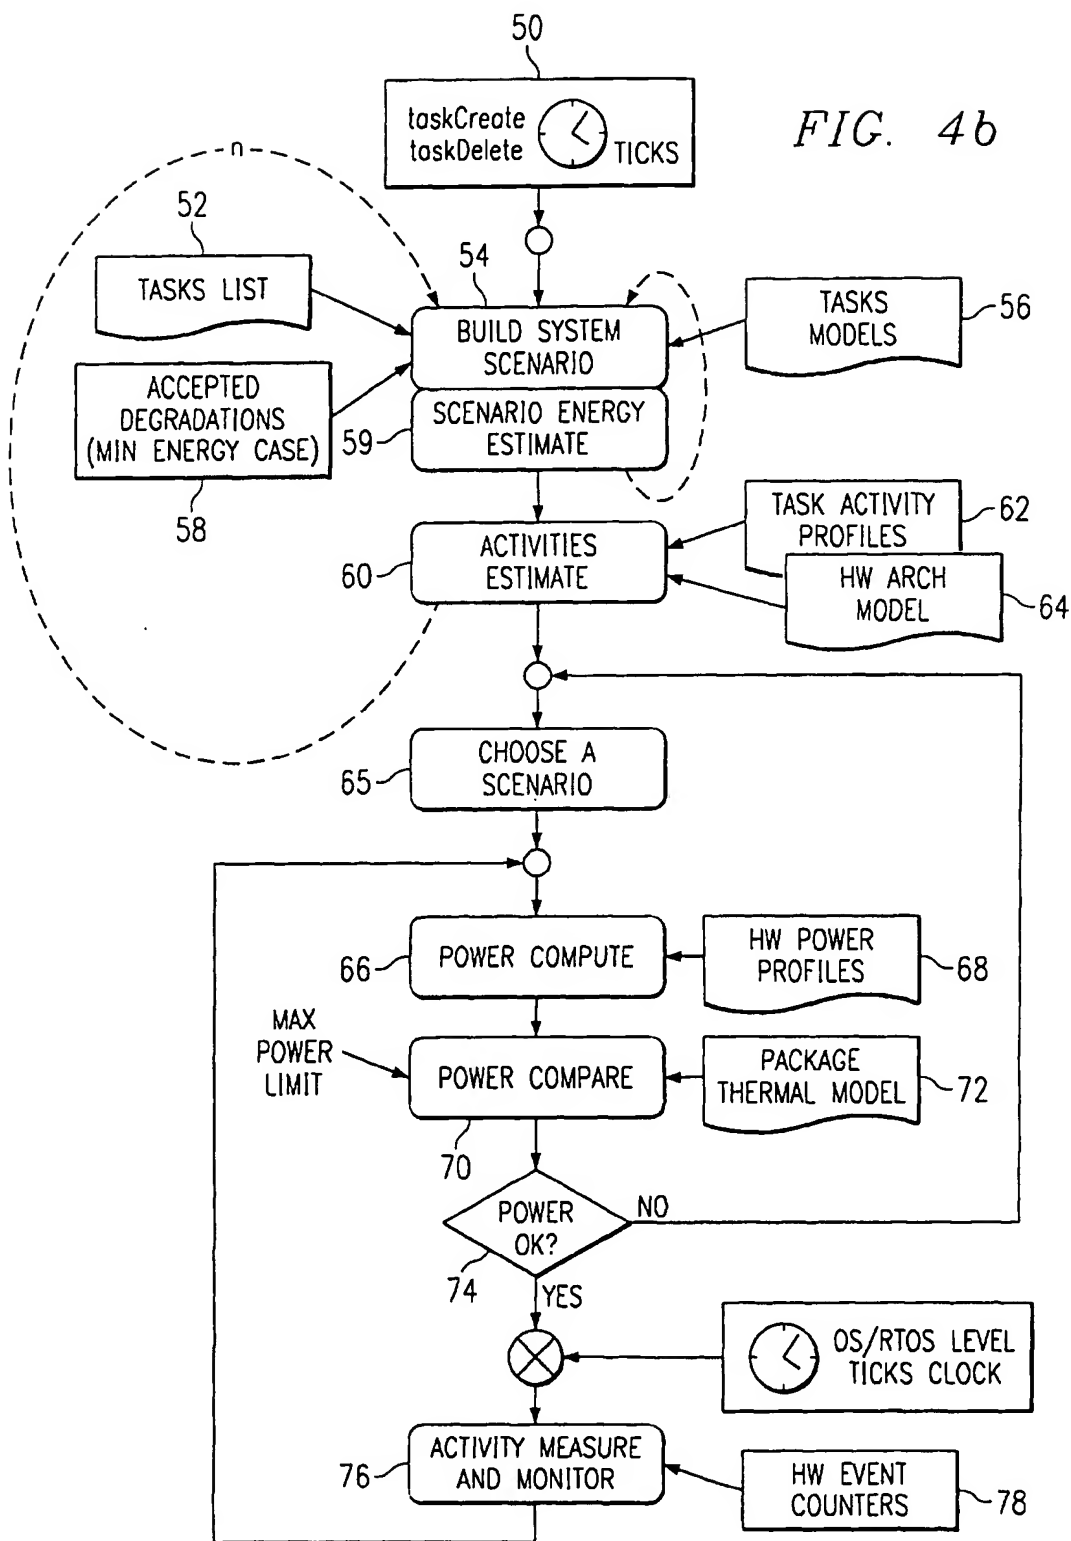 50
taskCreate
taskDelete
TICKS
FIG. 4b
n
52
TASKS LIST
54
BUILD SYSTEM
SCENARIO
TASKS
MODELS
56
ACCEPTED
DEGRADATIONS
(MIN ENERGY CASE)
58
59
SCENARIO ENERGY
ESTIMATE
60
ACTIVITIES
ESTIMATE
TASK ACTIVITY
PROFILES
62
HW ARCH
MODEL
64
65
CHOOSE A
SCENARIO
66
POWER COMPUTE
HW POWER
PROFILES
68
MAX
POWER
LIMIT
POWER COMPARE
70
PACKAGE
THERMAL MODEL
72
POWER
OK?
NO
74
YES
OS/RTOS LEVEL
TICKS CLOCK
76
ACTIVITY MEASURE
AND MONITOR
HW EVENT
COUNTERS
78